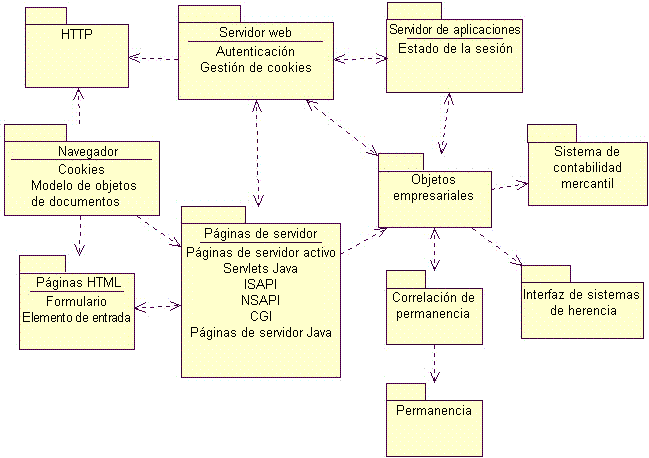 HTTP
Servidor web
Autenticación
Gestión de cookies
Servidor de aplicaciones
Estado de la sesión
Navegador
Cookies
Modelo de objetos
de documentos
Objetos
empresariales
Sistema de
contabilidad
mercantil
Páginas de servidor
Páginas de servidor activo
Servlets Java
ISAPI
NSAPI
CGI
Páginas de servidor Java
Páginas HTML
Formulario
Elemento de entrada
Correlación de
permanencia
Interfaz de sistemas
de herencia
Permanencia